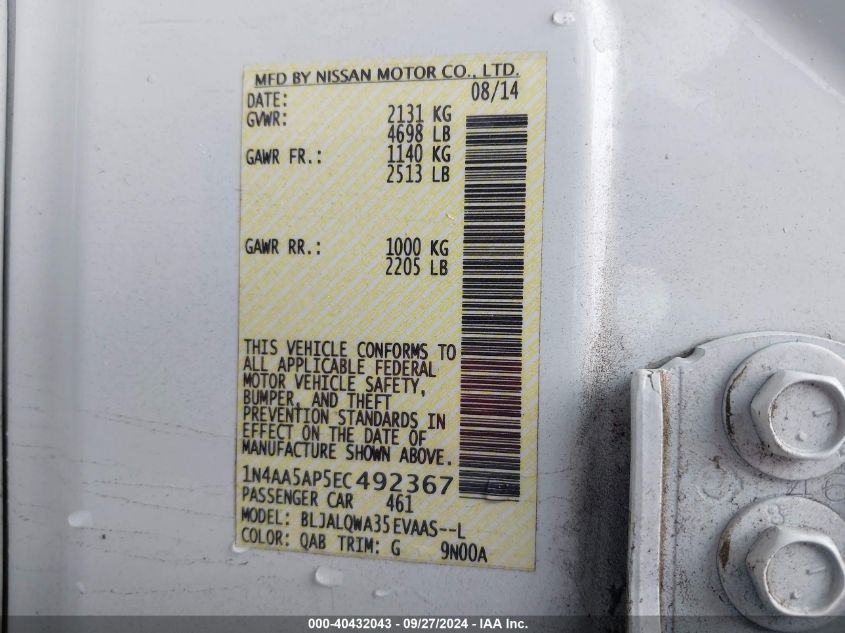 MFD BY NISSAN MOTOR CO., LTD.
DATE: 08/14
GVWR: 2131 KG
4698 LB
GAWR FR.: 1140 KG
2513 LB
GAWR RR.: 1000 KG
2205 LB
THIS VEHICLE CONFORMS TO
ALL APPLICABLE FEDERAL
MOTOR VEHICLE SAFETY,
BUMPER, AND THEFT
PREVENTION STANDARDS IN
EFFECT ON THE DATE OF
MANUFACTURE SHOWN ABOVE.
1N4AA5AP5EC492367
PASSENGER CAR 461
MODEL: BLJALQWA35EVAAS--L
COLOR: QAB TRIM: G 9N00A
000-40432043 - 09/27/2024 - IAA Inc.